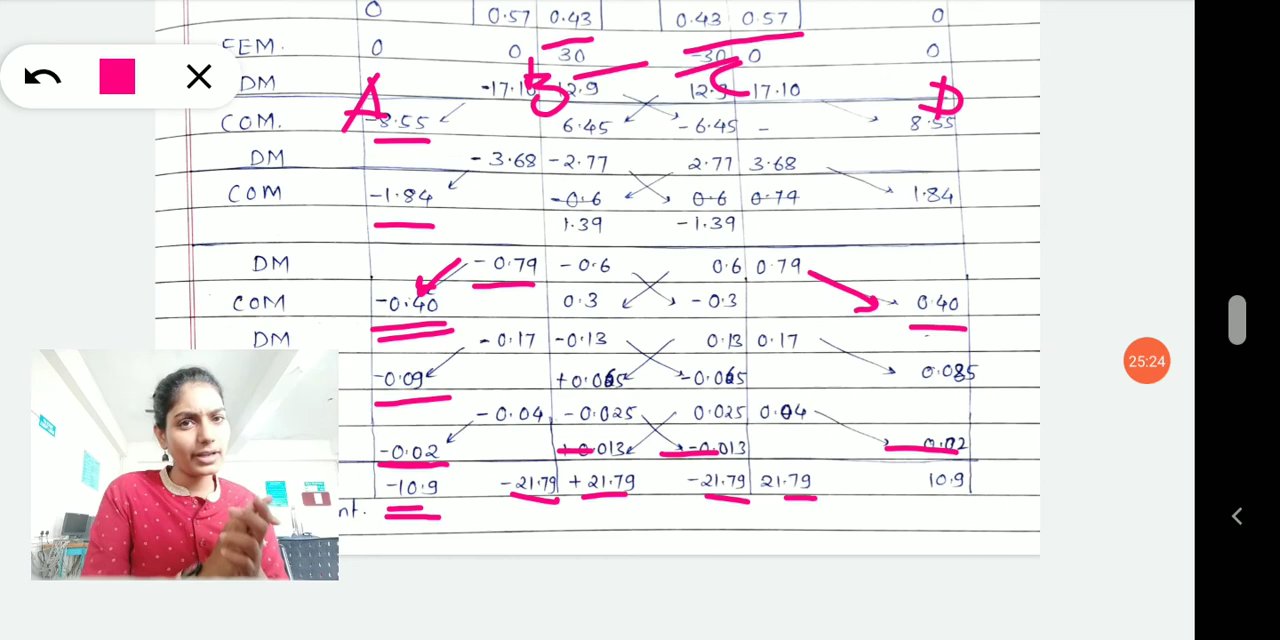 0 0.57 0.43 0.43 0.57 0
FEM. 0 0 30 -30 0 0
DM -17.10 12.9 12.9 17.10
A B C D
COM. -8.55 6.45 -6.45 - 8.55
DM -3.68 -2.77 2.77 3.68
COM -1.84 -0.6 0.6 0.79 1.84
1.39 -1.39
DM -0.79 -0.6 0.6 0.79
COM -0.40 0.3 -0.3 0.40
DM -0.17 -0.13 0.13 0.17
-0.09 +0.065 -0.065 0.085
-0.04 -0.025 0.025 0.04
-0.02 +0.013 -0.013 0.02
-10.9 -21.79 +21.79 -21.79 21.79 10.9
nt.
25:24